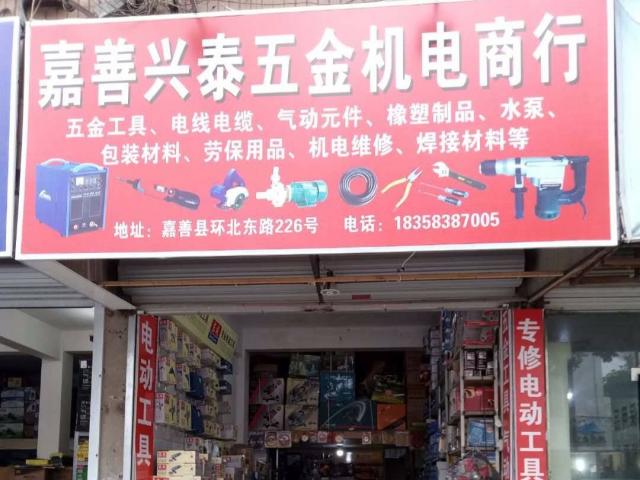 嘉善兴泰五金机电商行
五金工具、电线电缆、气动元件、橡塑制品、水泵、
包装材料、劳保用品、机电维修、焊接材料等
地址：嘉善县环北东路226号 电话：18358387005
电动工具
专修电动工具